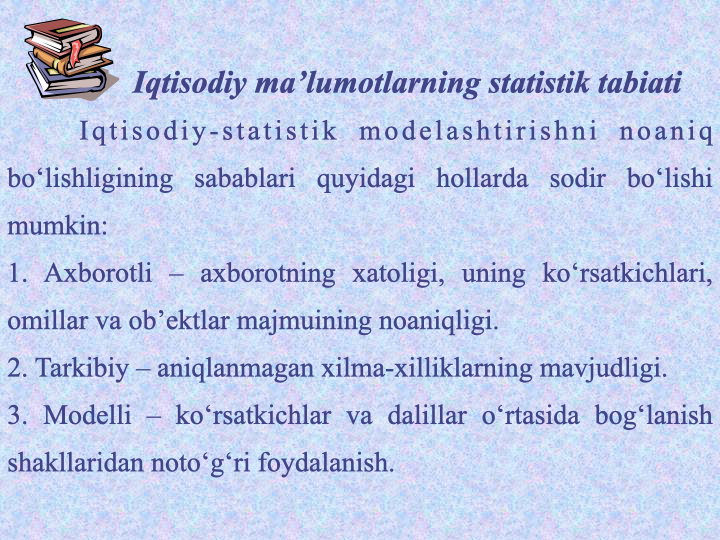 Iqtisodiy ma’lumotlarning statistik tabiati
Iqtisodiy-statistik modelashtirishni noaniq
bo‘lishligining sabablari quyidagi hollarda sodir bo‘lishi
mumkin:
1. Axborotli – axborotning xatoligi, uning ko‘rsatkichlari,
omillar va ob’ektlar majmuining noaniqligi.
2. Tarkibiy – aniqlanmagan xilma-xilliklarning mavjudligi.
3. Modelli – ko‘rsatkichlar va dalillar o‘rtasida bog‘lanish
shakllaridan noto‘g‘ri foydalanish.